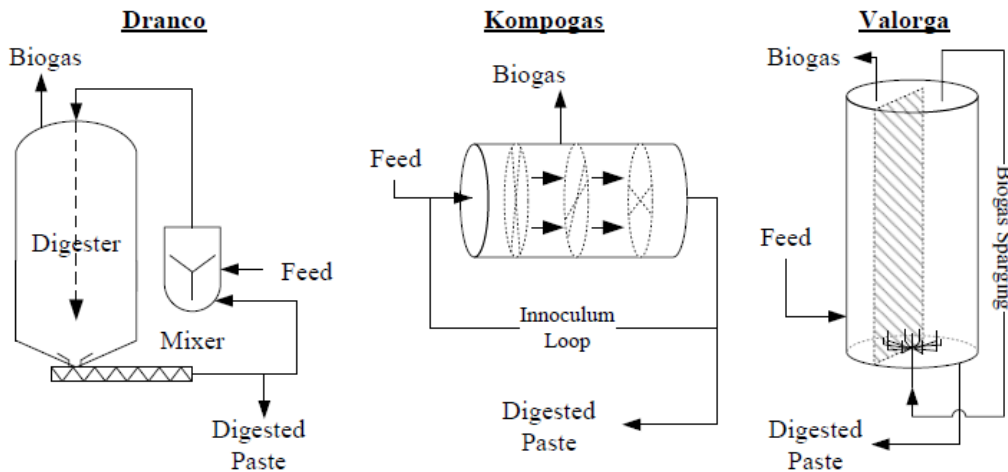 Dranco
Biogas
Digester
Feed
Mixer
Digested
Paste
Kompogas
Biogas
Feed
Innoculum
Loop
Digested
Paste
Valorga
Biogas
Feed
Biogas Sparging
Digested
Paste